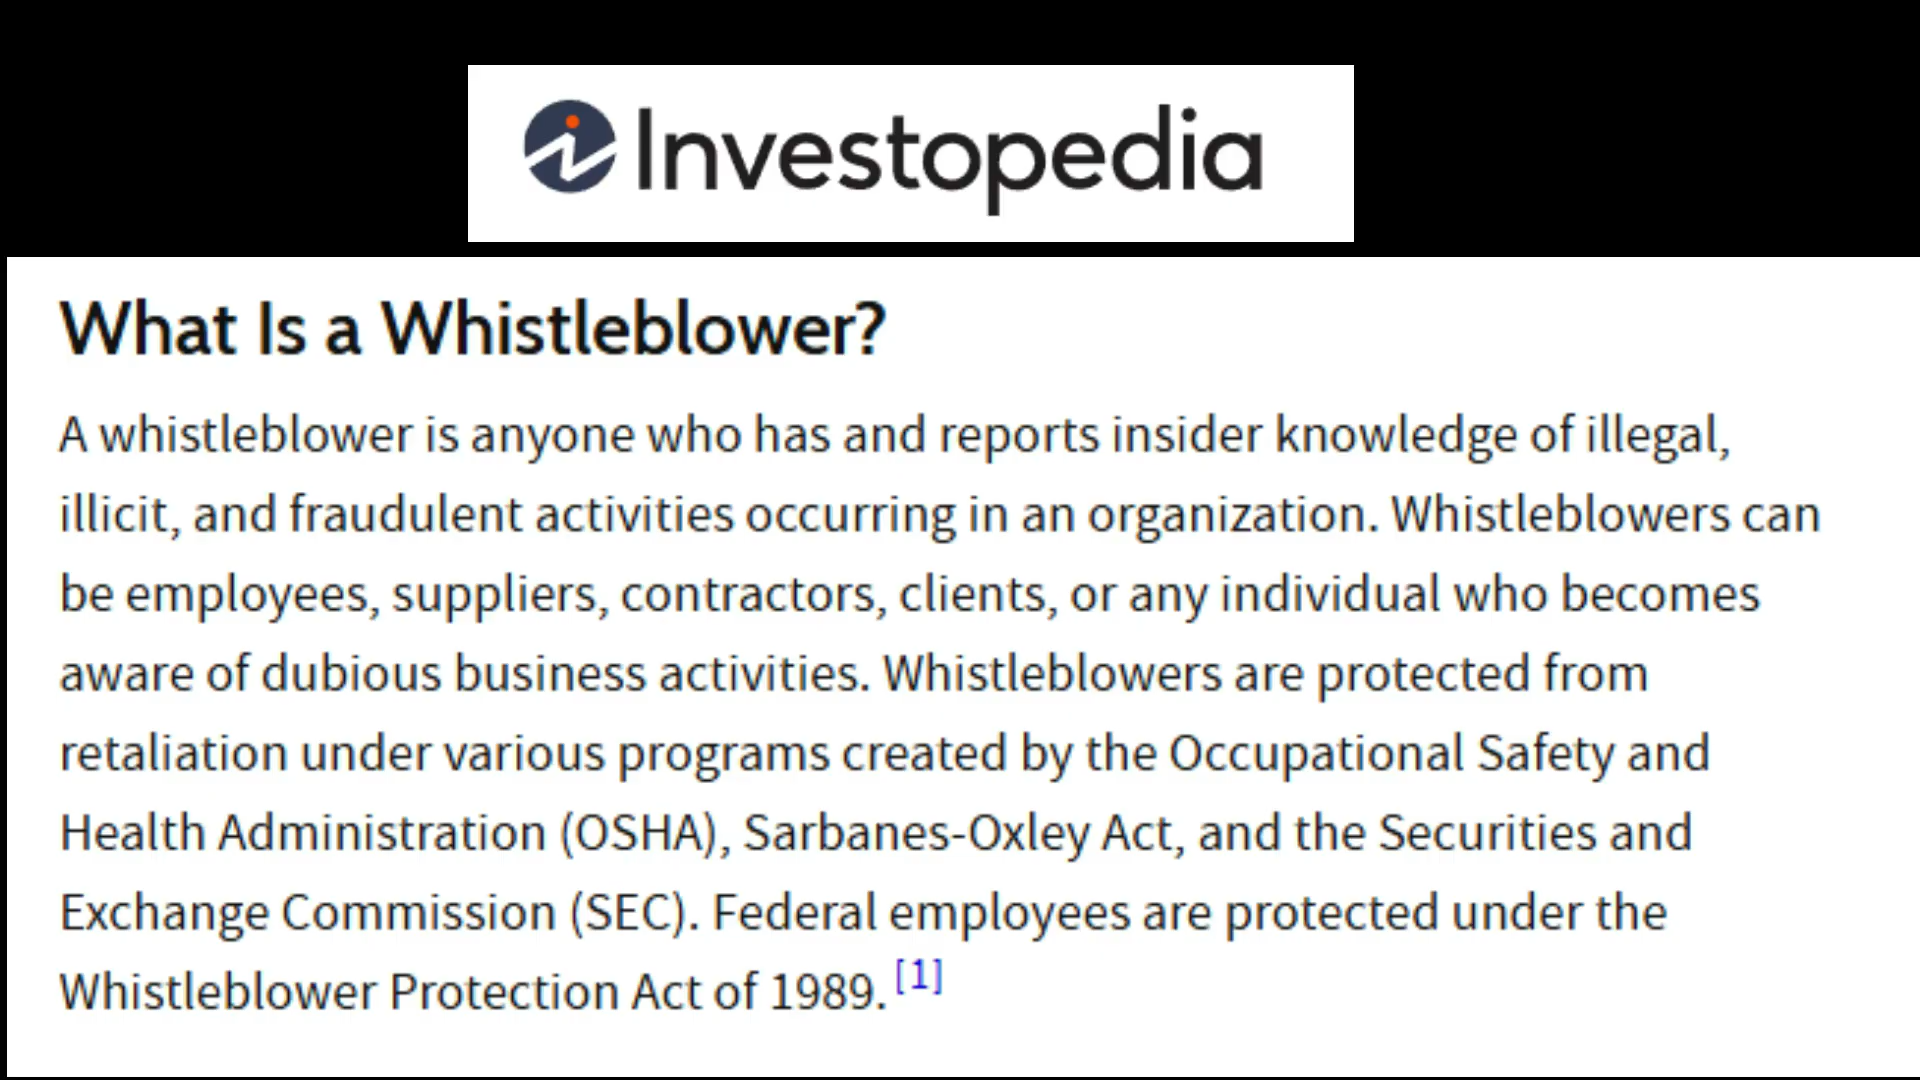 Investopedia
What Is a Whistleblower?
A whistleblower is anyone who has and reports insider knowledge of illegal,
illicit, and fraudulent activities occurring in an organization. Whistleblowers can
be employees, suppliers, contractors, clients, or any individual who becomes
aware of dubious business activities. Whistleblowers are protected from
retaliation under various programs created by the Occupational Safety and
Health Administration (OSHA), Sarbanes-Oxley Act, and the Securities and
Exchange Commission (SEC). Federal employees are protected under the
Whistleblower Protection Act of 1989. [1]